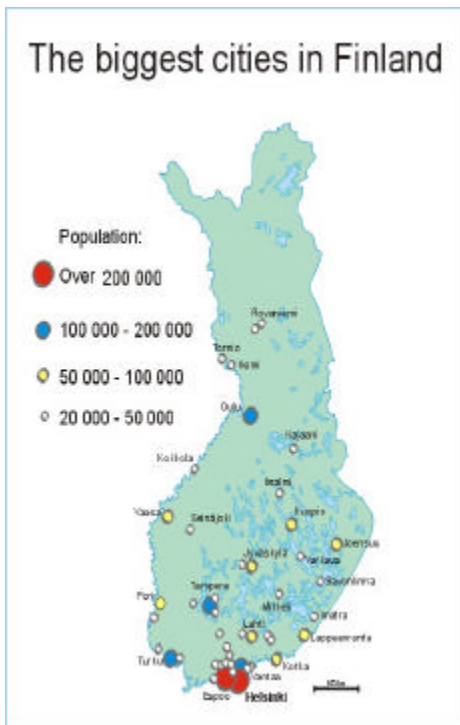 The biggest cities in Finland
Population:
Over 200 000
100 000 - 200 000
50 000 - 100 000
20 000 - 50 000
Rovaniemi
Tornio
Kemi
Oulu
Kajaani
Kokkola
Iisalmi
Vaasa
Seinäjoki
Kuopio
Joensuu
Jyväskylä
Varkaus
Savonlinna
Pori
Tampere
Mikkeli
Imatra
Lahti
Lappeenranta
Turku
Kotka
Vantaa
Espoo
Helsinki